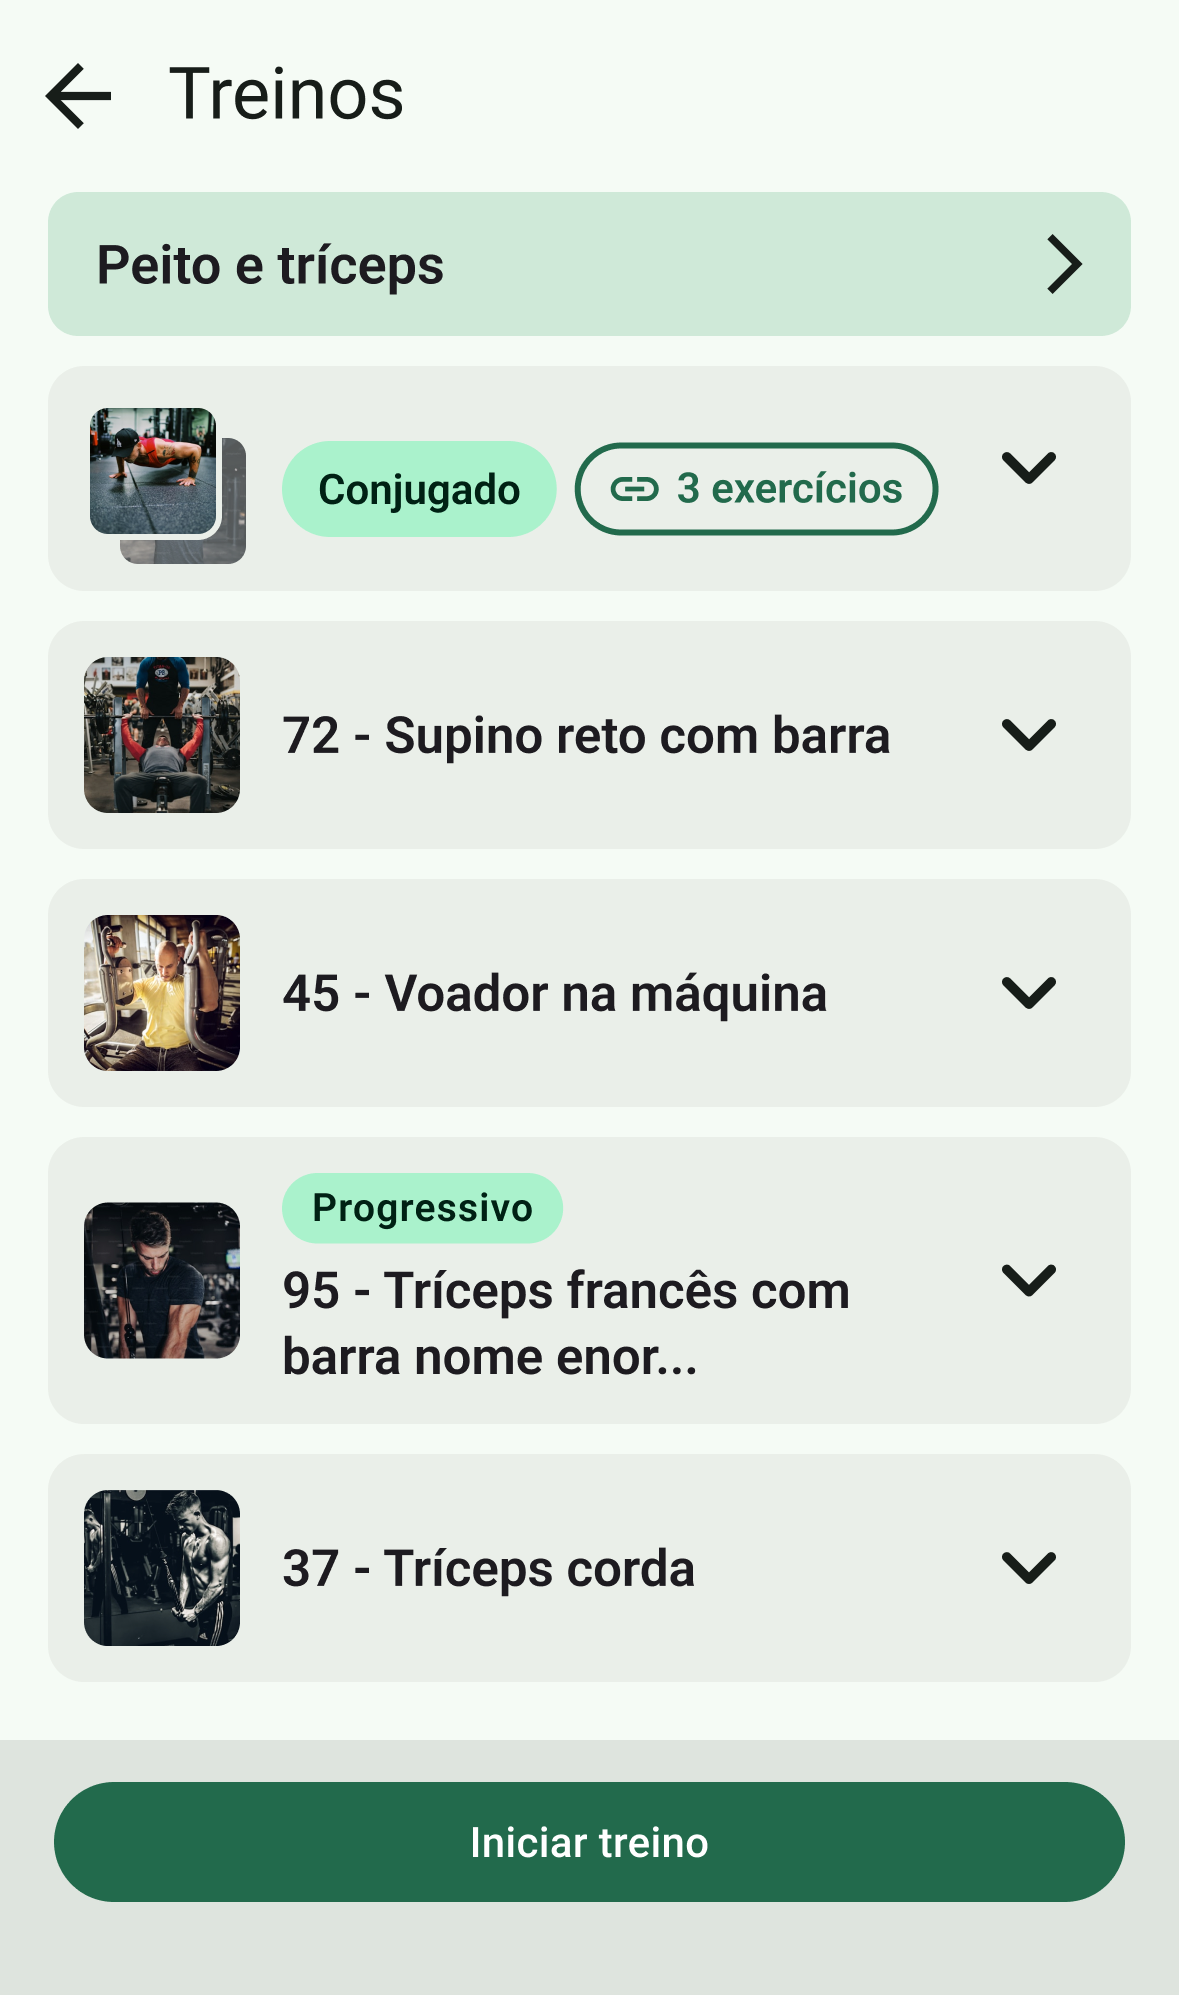 Treinos
Peito e tríceps
Conjugado
3 exercícios
72 - Supino reto com barra
45 - Voador na máquina
Progressivo
95 - Tríceps francês com
barra nome enor...
37 - Tríceps corda
Iniciar treino